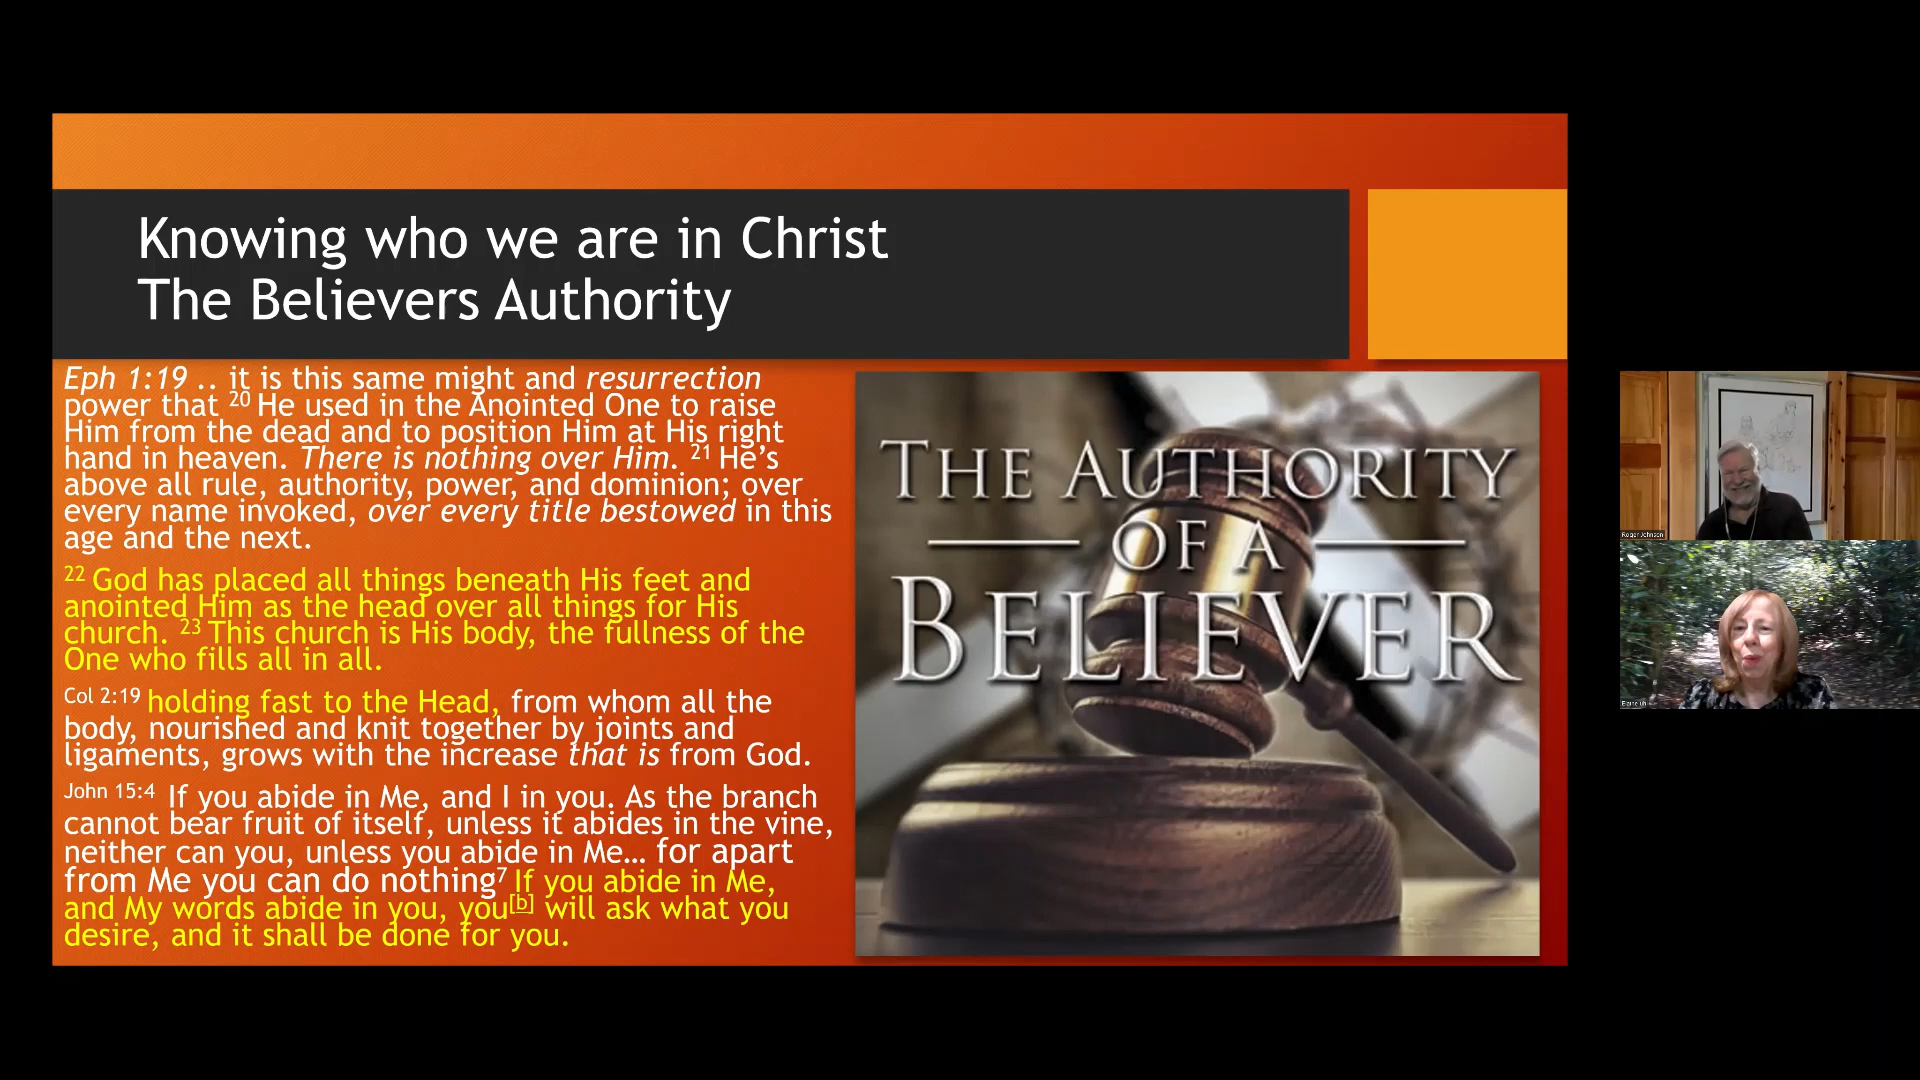 Knowing who we are in Christ
The Believers Authority
Eph 1:19 .. it is this same might and resurrection
power that 20 He used in the Anointed One to raise
Him from the dead and to position Him at His right
hand in heaven. There is nothing over Him. 21 He’s
above all rule, authority, power, and dominion; over
every name invoked, over every title bestowed in this
age and the next.
22 God has placed all things beneath His feet and
anointed Him as the head over all things for His
church. 23 This church is His body, the fullness of the
One who fills all in all.
Col 2:19 holding fast to the Head, from whom all the
body, nourished and knit together by joints and
ligaments, grows with the increase that is from God.
John 15:4 If you abide in Me, and I in you. As the branch
cannot bear fruit of itself, unless it abides in the vine,
neither can you, unless you abide in Me… for apart
from Me you can do nothing7 If you abide in Me,
and My words abide in you, you[b] will ask what you
desire, and it shall be done for you.
THE AUTHORITY
OF A
BELIEVER
Roger Johnson